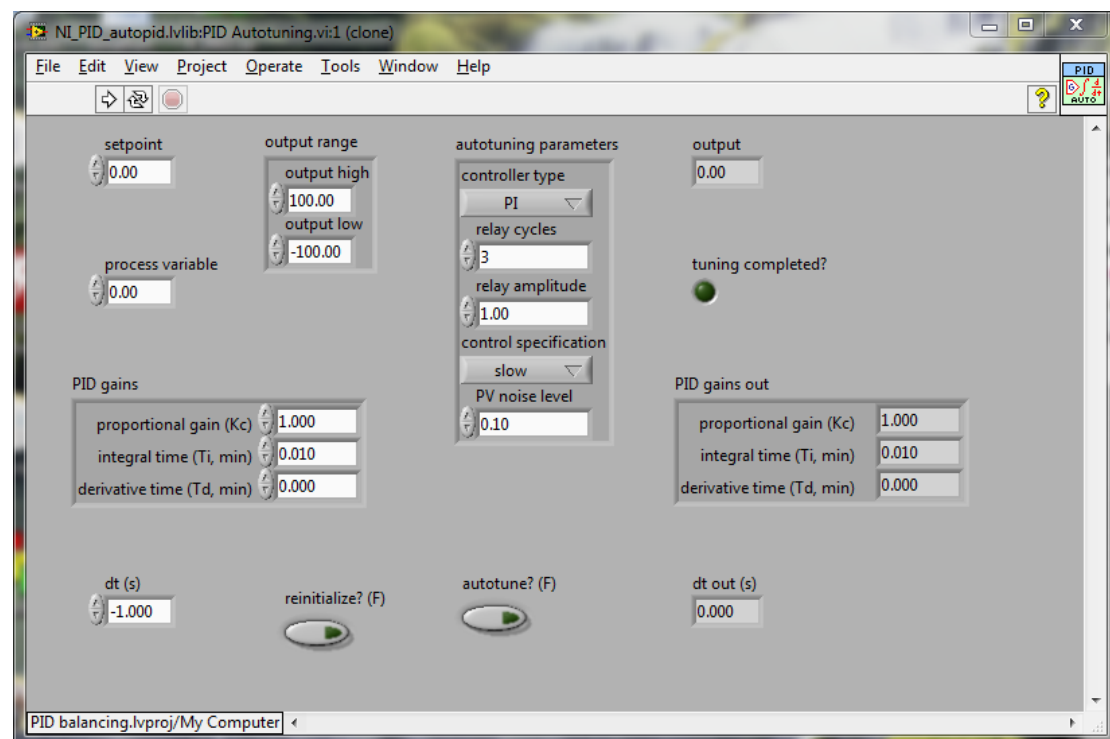 NI_PID_autopid.lvlib:PID Autotuning.vi:1 (clone)
File Edit View Project Operate Tools Window Help
PID
AUTO
setpoint
0.00
process variable
0.00
output range
output high
100.00
output low
-100.00
autotuning parameters
controller type
PI
relay cycles
3
relay amplitude
1.00
control specification
slow
PV noise level
0.10
output
0.00
tuning completed?
PID gains
proportional gain (Kc) 1.000
integral time (Ti, min) 0.010
derivative time (Td, min) 0.000
PID gains out
proportional gain (Kc) 1.000
integral time (Ti, min) 0.010
derivative time (Td, min) 0.000
dt (s)
-1.000
reinitialize? (F)
autotune? (F)
dt out (s)
0.000
PID balancing.lvproj/My Computer